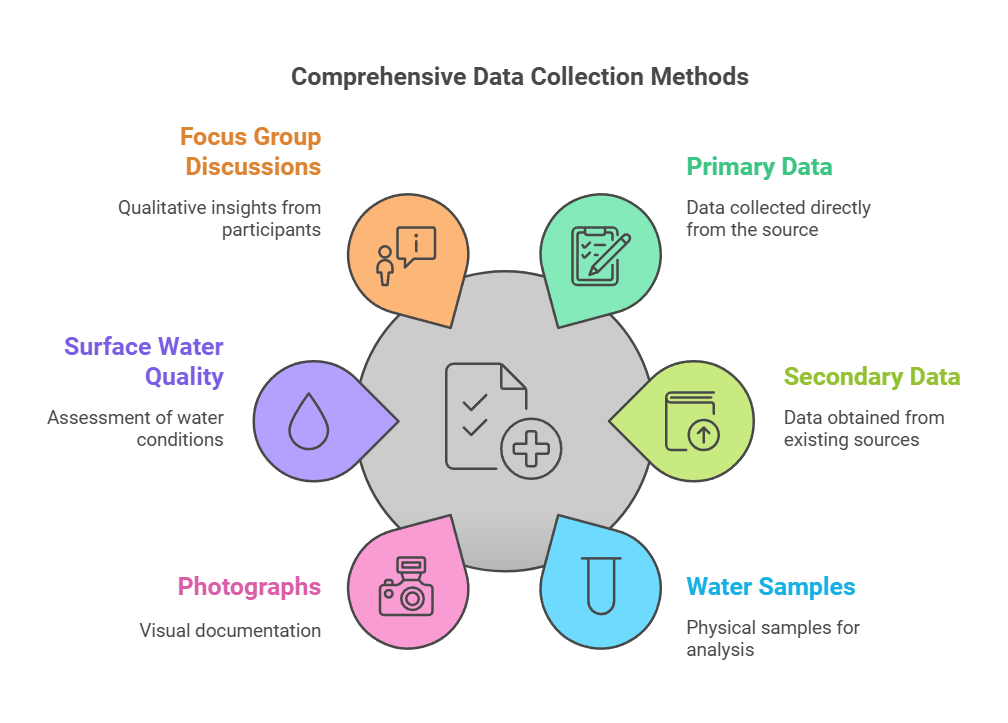 Comprehensive Data Collection Methods
Focus Group
Discussions
Qualitative insights from
participants
Primary Data
Data collected directly
from the source
Surface Water
Quality
Assessment of water
conditions
Secondary Data
Data obtained from
existing sources
Photographs
Visual documentation
Water Samples
Physical samples for
analysis